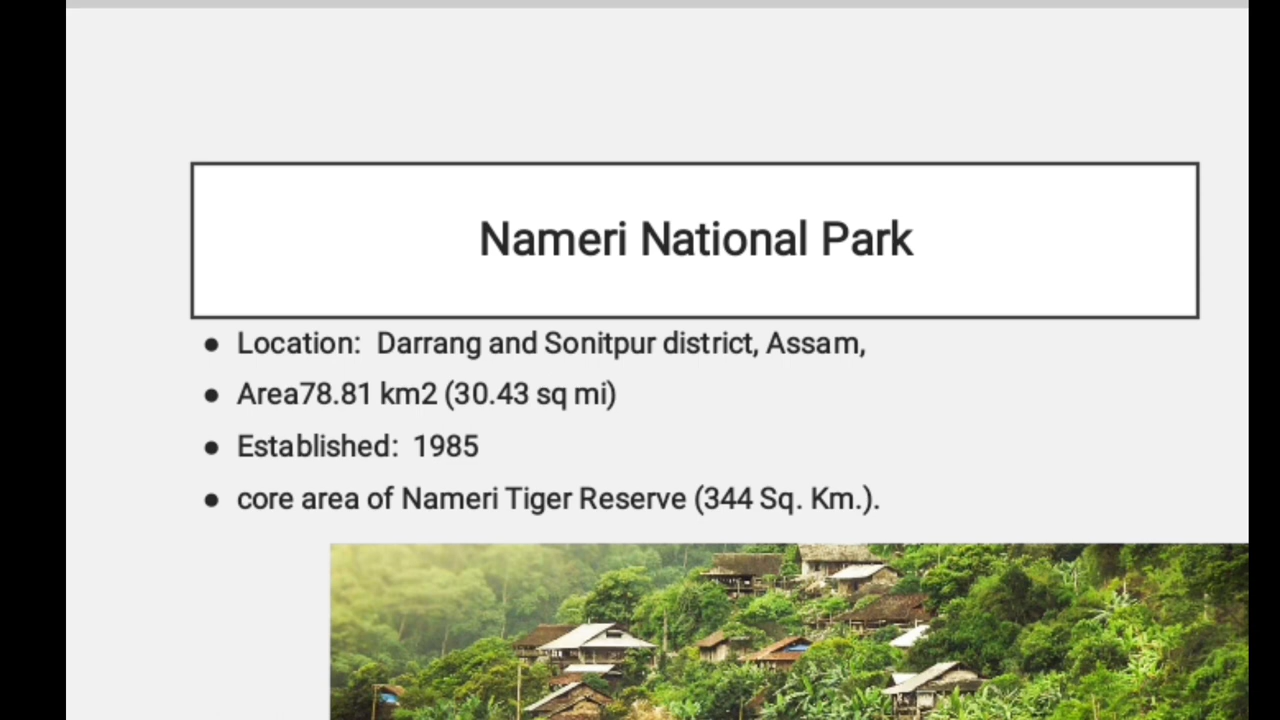 Nameri National Park
• Location:  Darrang and Sonitpur district, Assam,
• Area78.81 km2 (30.43 sq mi)
• Established:  1985
• core area of Nameri Tiger Reserve (344 Sq. Km.).